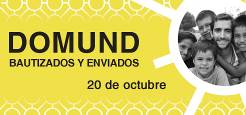 DOMUND
BAUTIZADOS Y ENVIADOS
20 de octubre